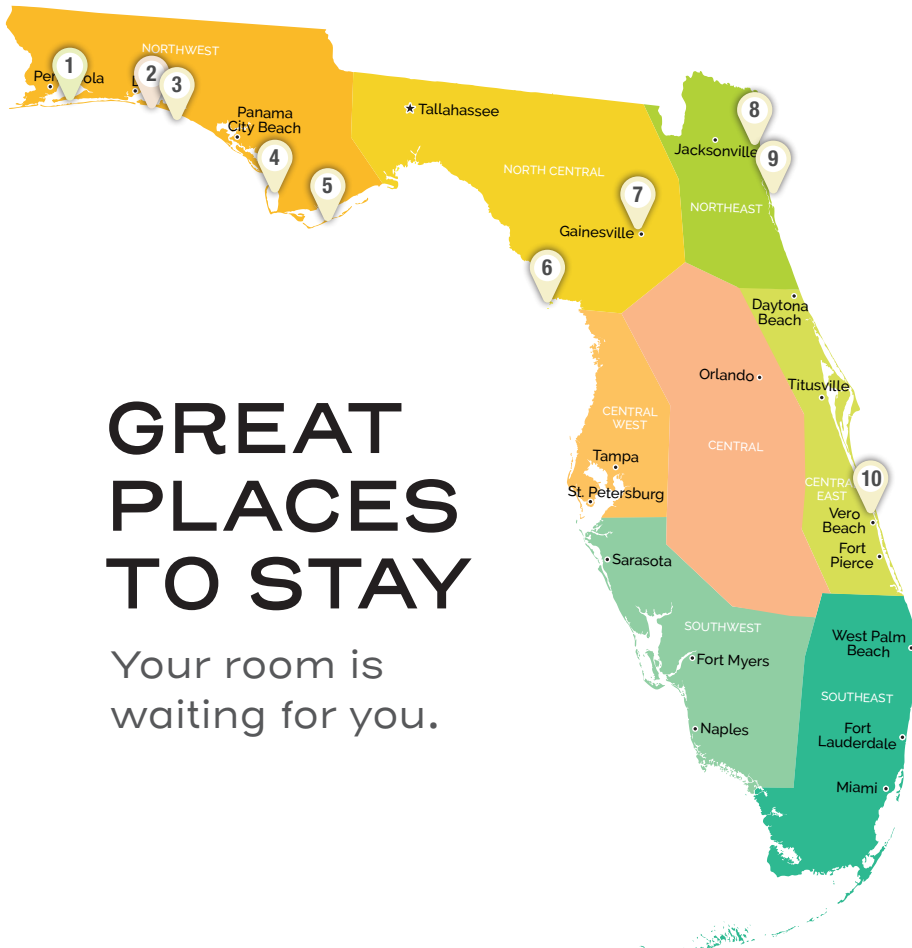 NORTHWEST
1
2
3
Panama
City Beach
4
5
Tallahassee
NORTH CENTRAL
7
Gainesville
6
8
Jacksonville
9
NORTHEAST
Daytona
Beach
Orlando
Titusville
CENTRAL
WEST
CENTRAL
Tampa
St. Petersburg
10
EAST
Vero
Beach
Fort
Pierce
Sarasota
SOUTHWEST
Fort Myers
Naples
West Palm
Beach
SOUTHEAST
Fort
Lauderdale
Miami
GREAT
PLACES
TO STAY
Your room is
waiting for you.